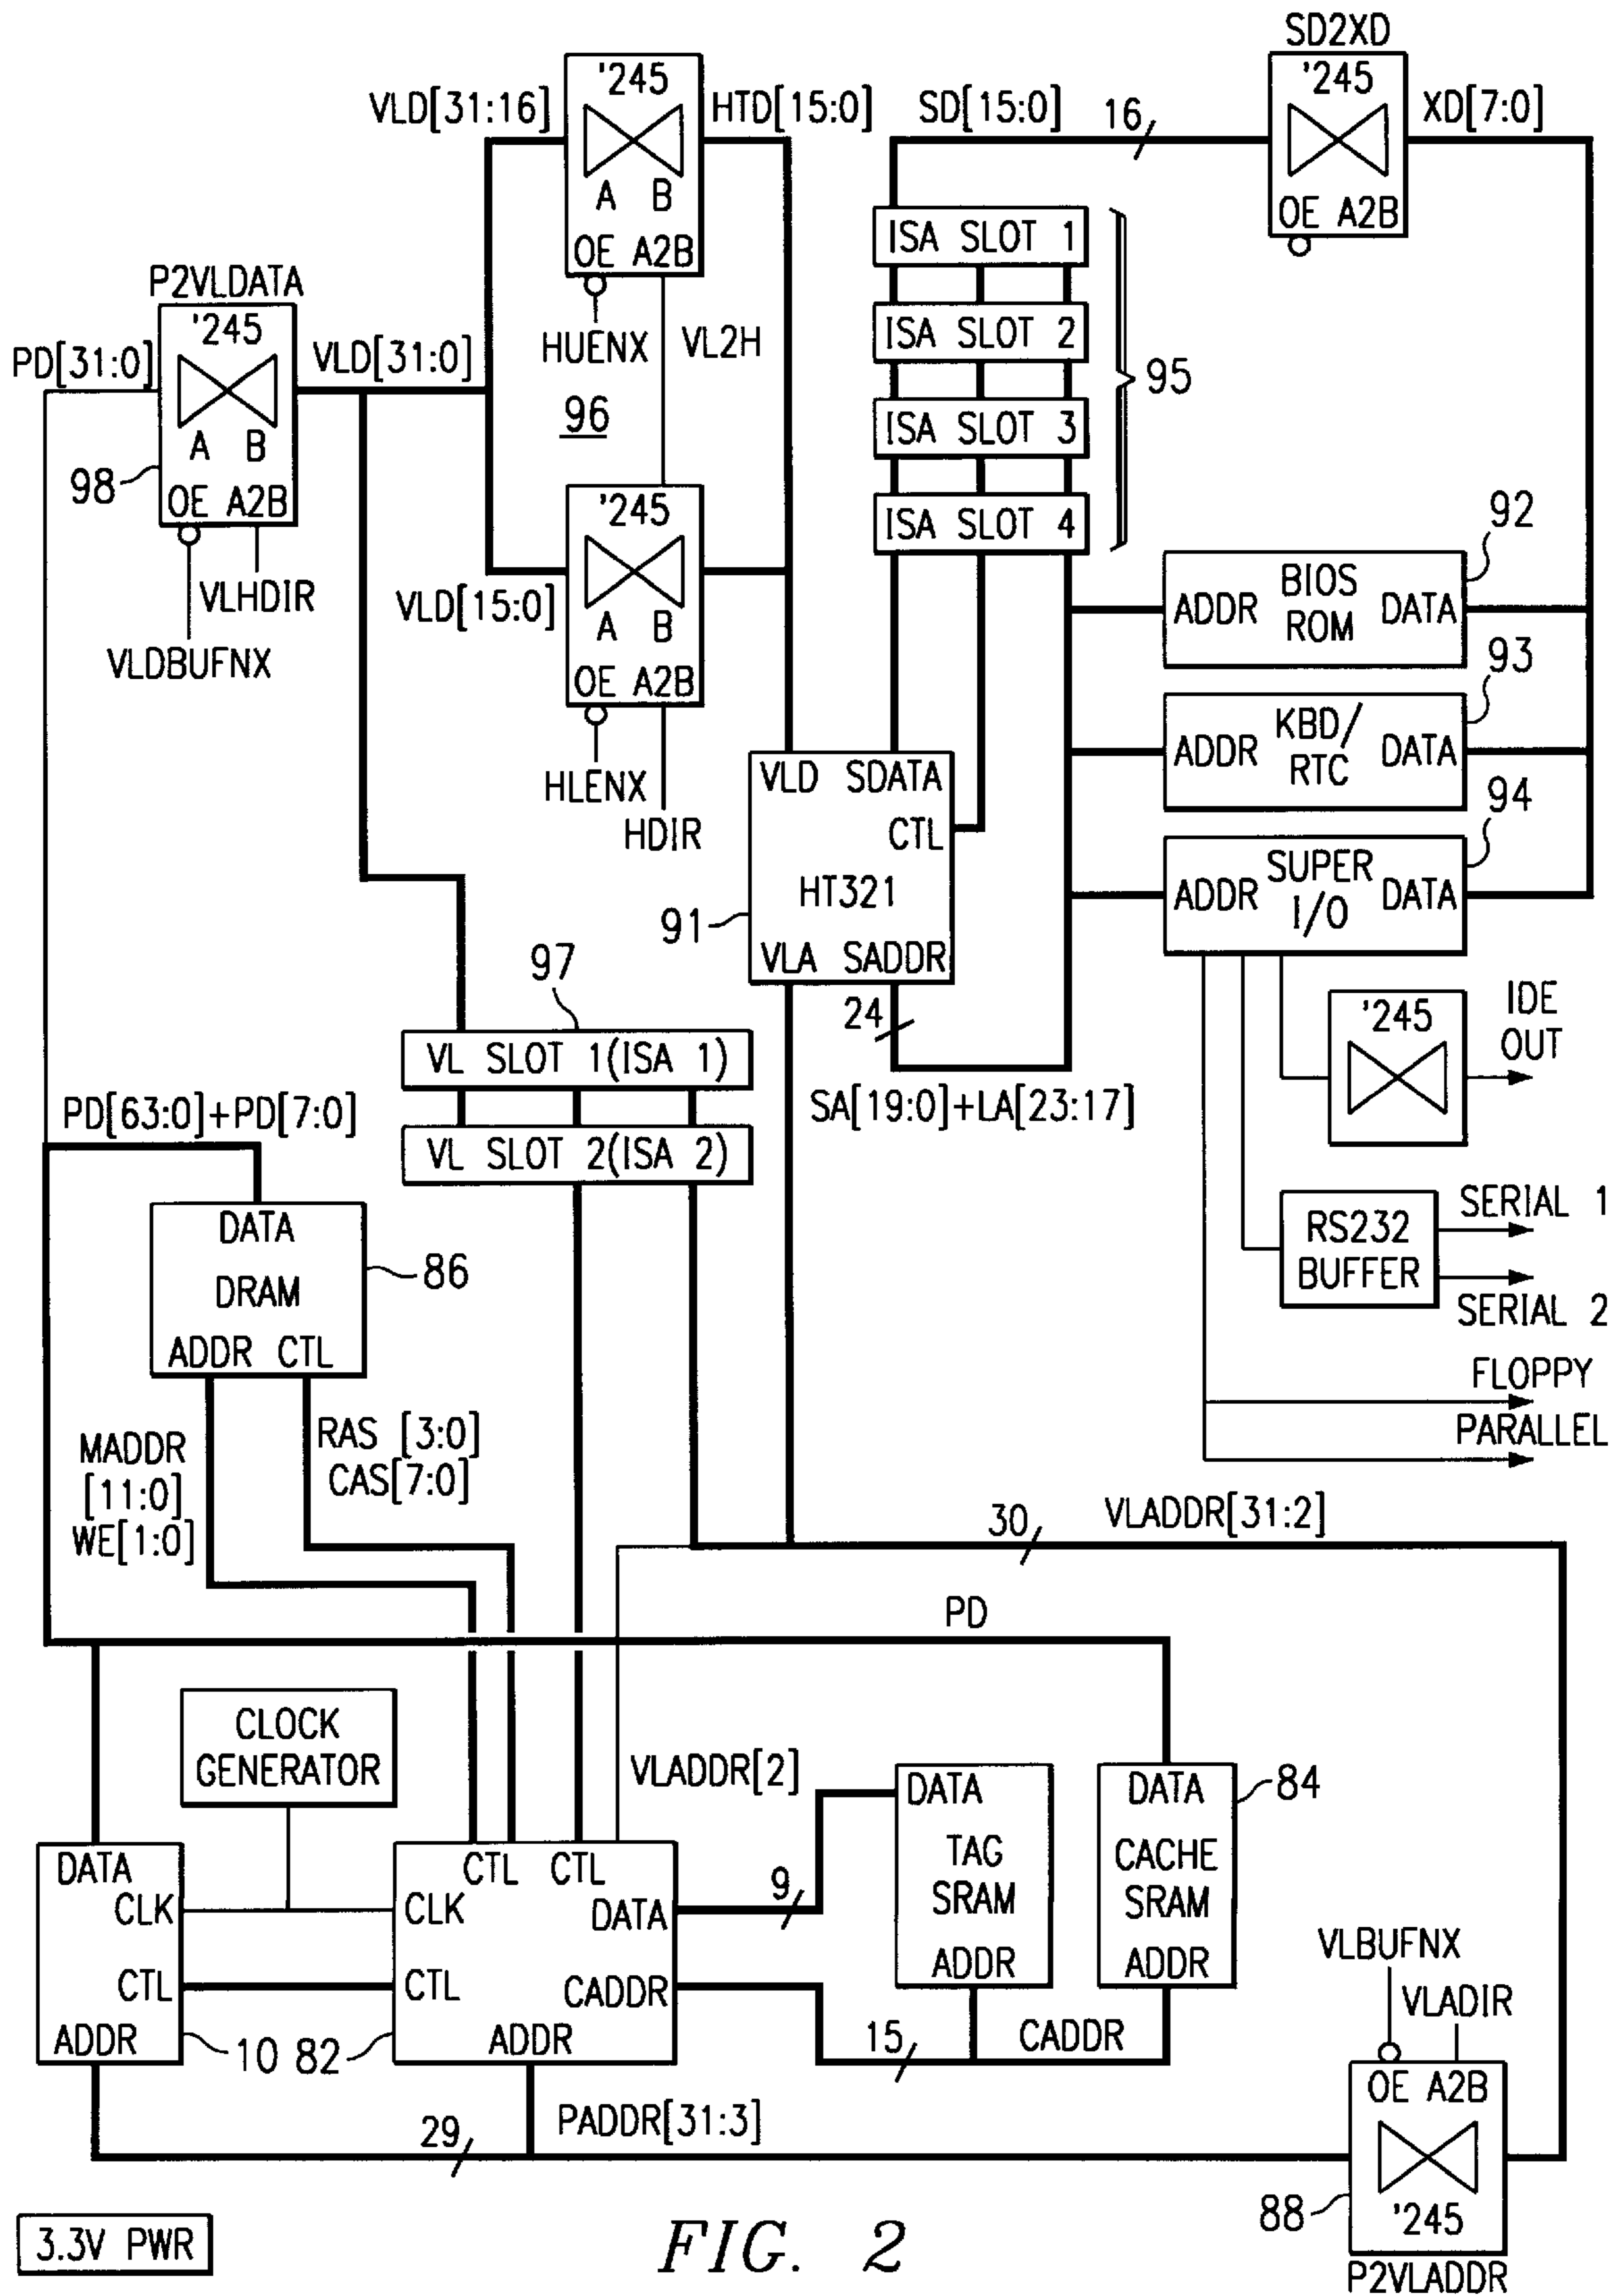 SD2XD
'245
VLD[31:16]
HTD[15:0]
SD[15:0]
16
'245
XD[7:0]
A B
OE A2B
OE A2B
ISA SLOT 1
ISA SLOT 2
ISA SLOT 3
ISA SLOT 4
95
P2VLDATA
'245
PD[31:0]
VLD[31:0]
A B
OE A2B
98
VLHDIR
VLDBUFNX
HUENX
VL2H
96
'245
VLD[15:0]
A B
OE A2B
HLENX
HDIR
92
ADDR BIOS ROM DATA
93
ADDR KBD/ RTC DATA
94
ADDR SUPER I/O DATA
VLD SDATA
CTL
HT321
91
VLA SADDR
24
SA[19:0]+LA[23:17]
'245
IDE
OUT
97
VL SLOT 1(ISA 1)
VL SLOT 2(ISA 2)
PD[63:0]+PD[7:0]
DATA
DRAM
86
ADDR CTL
RS232
BUFFER
SERIAL 1
SERIAL 2
FLOPPY
PARALLEL
MADDR
[11:0]
WE[1:0]
RAS [3:0]
CAS[7:0]
30
VLADDR[31:2]
PD
CLOCK
GENERATOR
VLADDR[2]
DATA
TAG
SRAM
ADDR
DATA
CACHE
SRAM
ADDR
84
DATA
CLK
CTL
ADDR
10
82
CTL CTL
CLK
DATA
CTL
CADDR
ADDR
9
15
CADDR
VLBUFNX
VLADIR
OE A2B
'245
88
P2VLADDR
29
PADDR[31:3]
3.3V PWR
FIG. 2